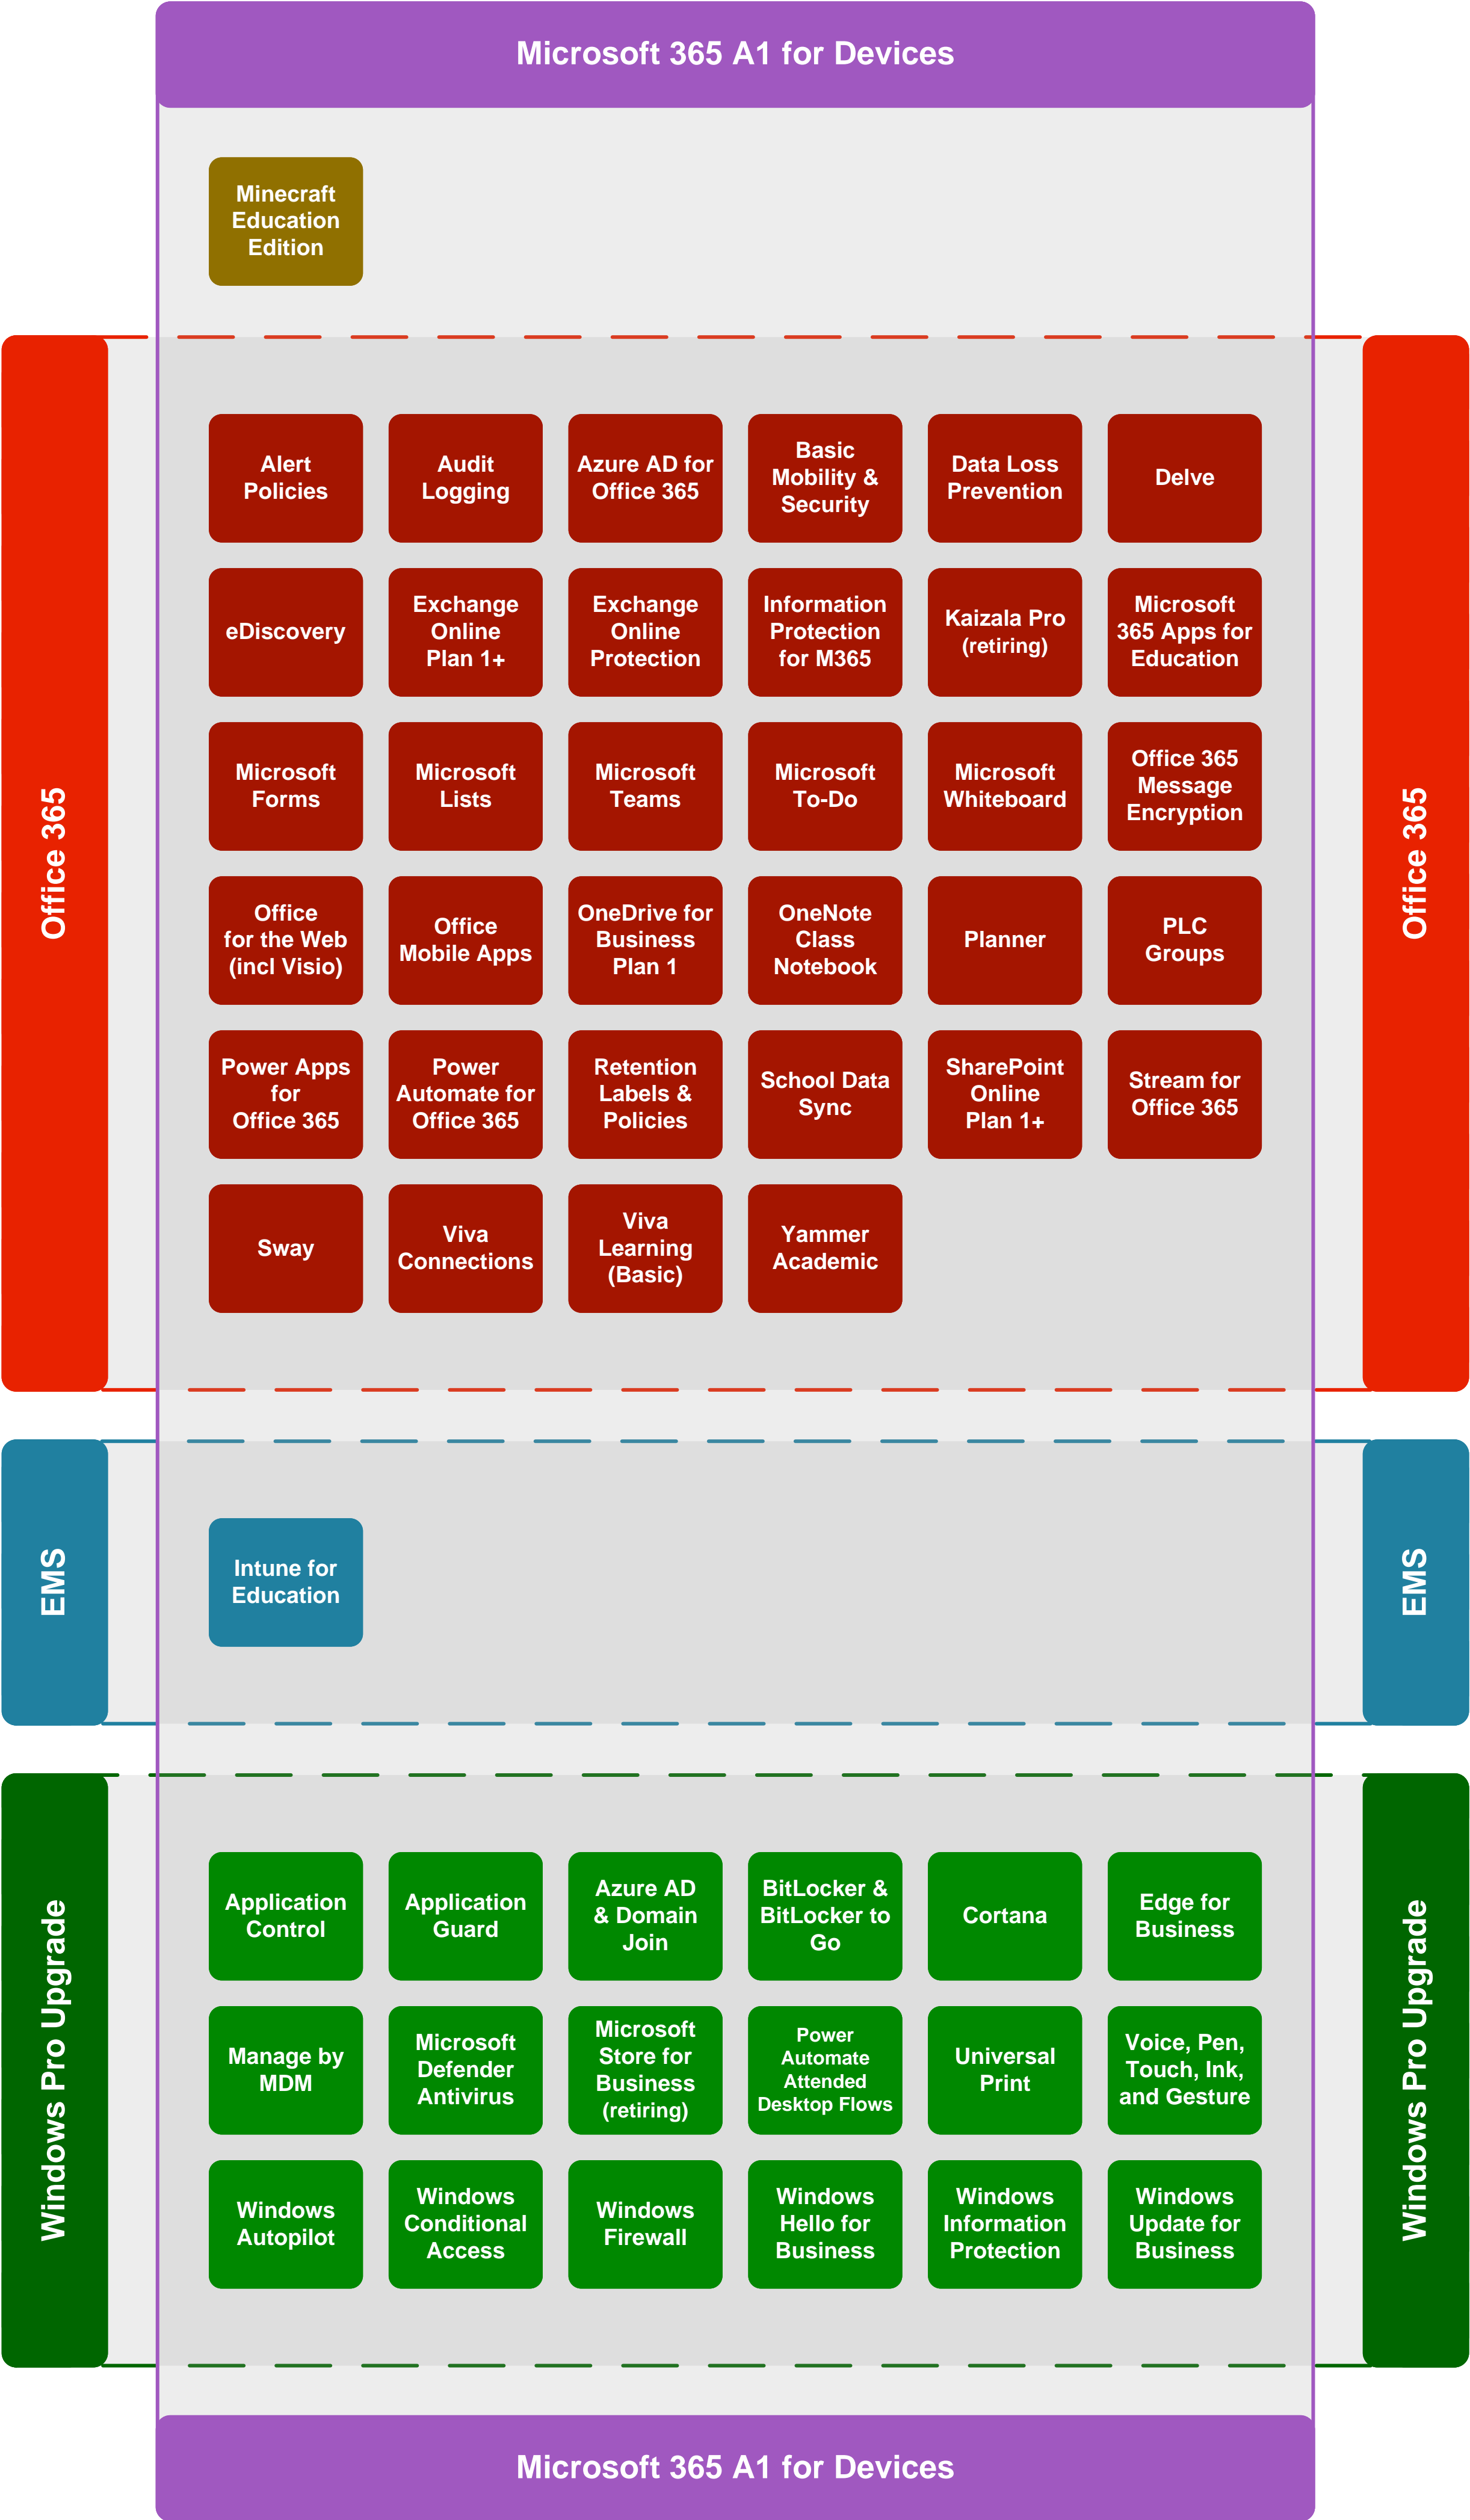 Microsoft 365 A1 for Devices
Minecraft
Education
Edition
Office 365
Office 365
Alert
Policies
Audit
Logging
Azure AD for
Office 365
Basic
Mobility &
Security
Data Loss
Prevention
Delve
eDiscovery
Exchange
Online
Plan 1+
Exchange
Online
Protection
Information
Protection
for M365
Kaizala Pro
(retiring)
Microsoft
365 Apps for
Education
Microsoft
Forms
Microsoft
Lists
Microsoft
Teams
Microsoft
To-Do
Microsoft
Whiteboard
Office 365
Message
Encryption
Office
for the Web
(incl Visio)
Office
Mobile Apps
OneDrive for
Business
Plan 1
OneNote
Class
Notebook
Planner
PLC
Groups
Power Apps
for
Office 365
Power
Automate for
Office 365
Retention
Labels &
Policies
School Data
Sync
SharePoint
Online
Plan 1+
Stream for
Office 365
Sway
Viva
Connections
Viva
Learning
(Basic)
Yammer
Academic
EMS
EMS
Intune for
Education
Windows Pro Upgrade
Windows Pro Upgrade
Application
Control
Application
Guard
Azure AD
& Domain
Join
BitLocker &
BitLocker to
Go
Cortana
Edge for
Business
Manage by
MDM
Microsoft
Defender
Antivirus
Microsoft
Store for
Business
(retiring)
Power
Automate
Attended
Desktop Flows
Universal
Print
Voice, Pen,
Touch, Ink,
and Gesture
Windows
Autopilot
Windows
Conditional
Access
Windows
Firewall
Windows
Hello for
Business
Windows
Information
Protection
Windows
Update for
Business
Microsoft 365 A1 for Devices